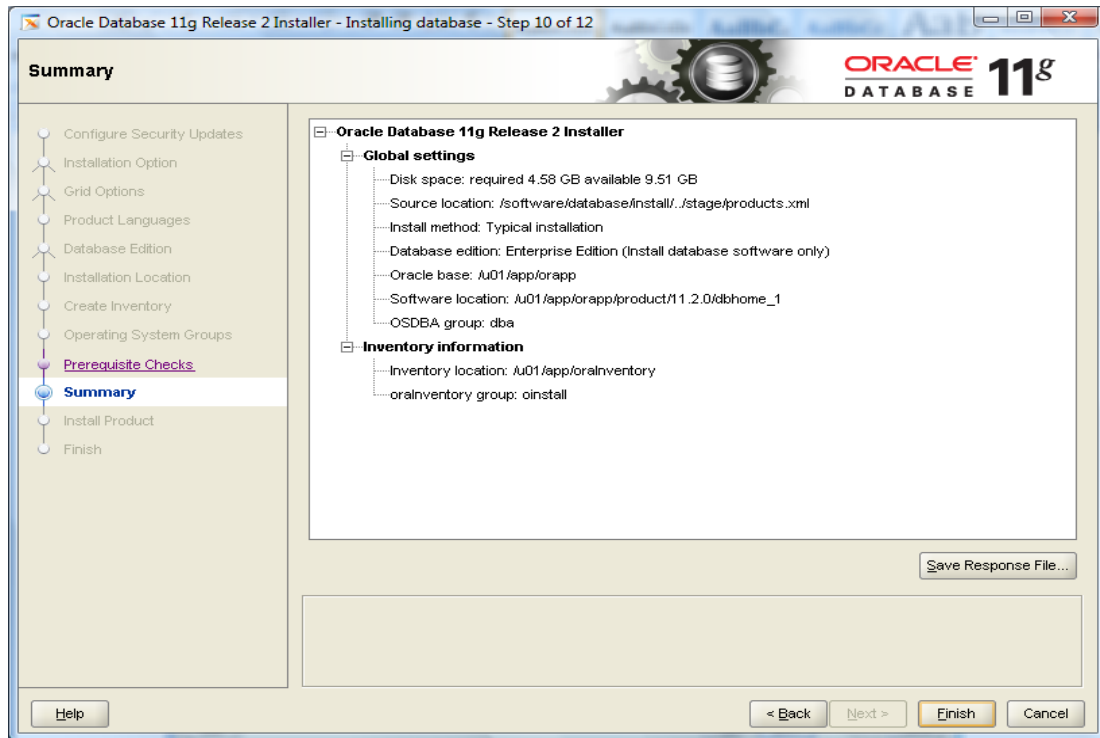 Oracle Database 11g Release 2 Installer - Installing database - Step 10 of 12
Summary
ORACLE 11g
DATABASE
Configure Security Updates
Installation Option
Grid Options
Product Languages
Database Edition
Installation Location
Create Inventory
Operating System Groups
Prerequisite Checks
Summary
Install Product
Finish
Oracle Database 11g Release 2 Installer
Global settings
Disk space: required 4.58 GB available 9.51 GB
Source location: /software/database/install/../stage/products.xml
Install method: Typical installation
Database edition: Enterprise Edition (Install database software only)
Oracle base: /u01/app/orapp
Software location: /u01/app/orapp/product/11.2.0/dbhome_1
OSDBA group: dba
Inventory information
Inventory location: /u01/app/oraInventory
oraInventory group: oinstall
Save Response File...
Help
< Back
Next >
Finish
Cancel